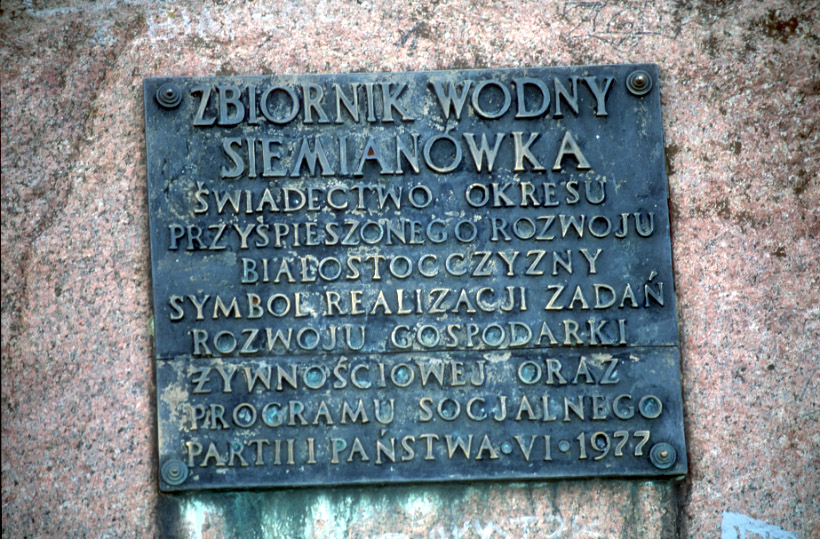 ZBIORNIK WODNY
SIEMIANÓWKA
ŚWIADECTWO OKRESU
PRZYŚPIESZONEGO ROZWOJU
BIAŁOSTOCCZYZNY
SYMBOL REALIZACJI ZADAŃ
ROZWOJU GOSPODARKI
ŻYWNOŚCIOWEJ ORAZ
PROGRAMU SOCJALNEGO
PARTII I PAŃSTWA · VI · 1977